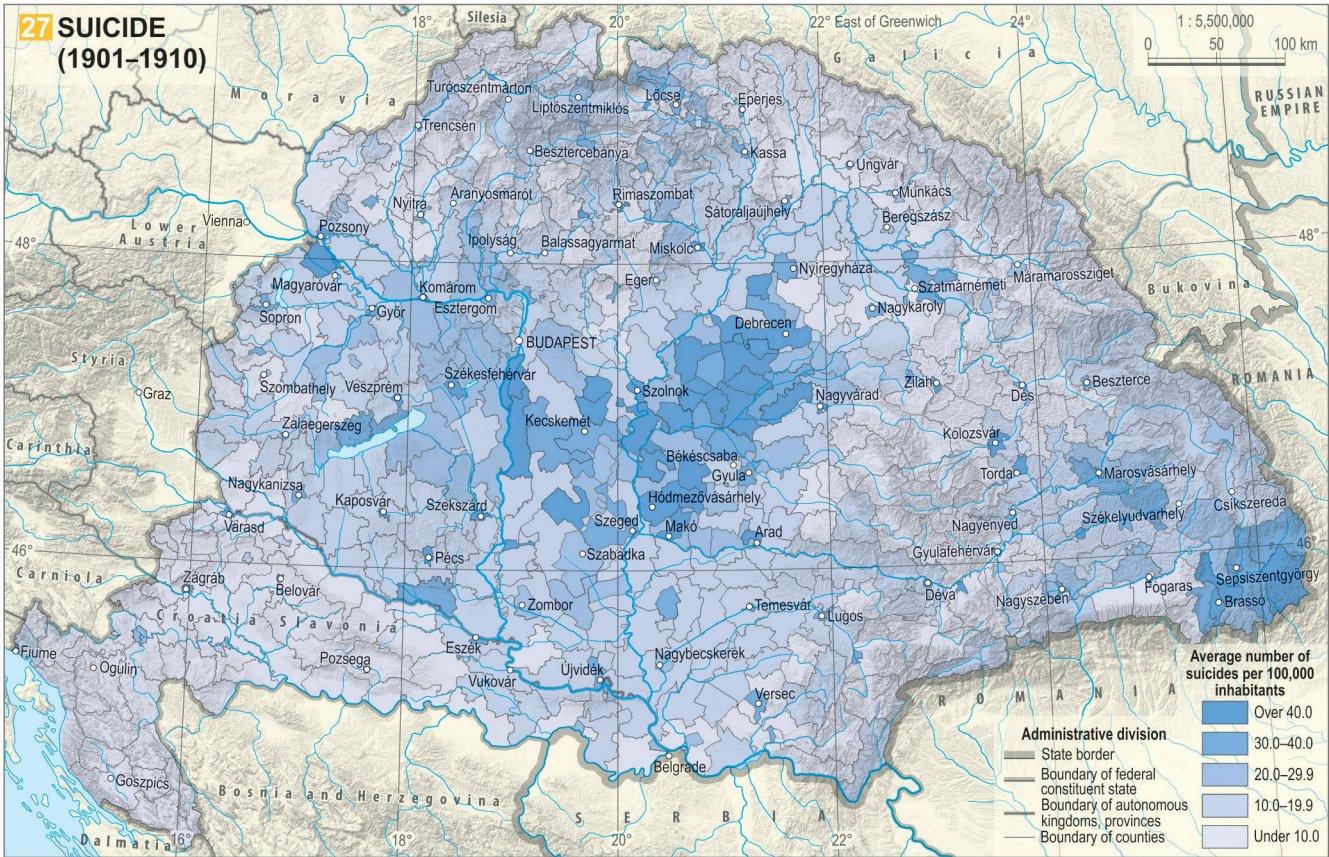 27 SUICIDE
(1901–1910)
18°
Silesia
20°
22° East of Greenwich
24°
1 : 5,500,000
0 50 100 km
Galicia
Moravia
RUSSIAN
EMPIRE
Turócszentmárton
Liptószentmiklós
Lőcse
Eperjes
Trencsén
Besztercebánya
Kassa
Ungvár
Munkács
Aranyosmarót
Rimaszombat
Nyitra
Sátoraljaújhely
Beregszász
Vienna
Lower
Austria
Pozsony
Ipolyság
Balassagyarmat
Miskolc
48°
48°
Nyíregyháza
Máramarossziget
Magyaróvár
Komárom
Esztergom
Eger
Szatmárnémeti
Bukovina
Sopron
Győr
Nagykároly
Debrecen
BUDAPEST
Styria
Szombathely
Veszprém
Székesfehérvár
Szolnok
Zilah
Dés
Beszterce
ROMANIA
Graz
Nagyvárad
Zalaegerszeg
Kecskemét
Kolozsvár
Carinthia
Békéscsaba
Gyula
Torda
Marosvásárhely
Nagykanizsa
Kaposvár
Székszárd
Hódmezővásárhely
Csíkszereda
Varasd
Szeged
Makó
Nagyenyed
Székelyudvarhely
46°
Arad
Gyulafehérvár
46°
Pécs
Szabadka
Carniola
Zágráb
Belovár
Déva
Sepsiszentgyörgy
Fogaras
Zombor
Temesvár
Nagyszeben
Brassó
Lugos
Croatia Slavonia
Fiume
Ogulin
Eszék
Pozsega
Vukovár
Újvidék
Nagybecskerek
Versec
ROMANIA
Average number of
suicides per 100,000
inhabitants
Over 40.0
30.0–40.0
20.0–29.9
10.0–19.9
Under 10.0
Administrative division
State border
Boundary of federal
constituent state
Boundary of autonomous
kingdoms, provinces
Boundary of counties
Belgrade
Goszpics
Bosnia and Herzegovina
SERBIA
Dalmatia
16°
18°
20°
22°